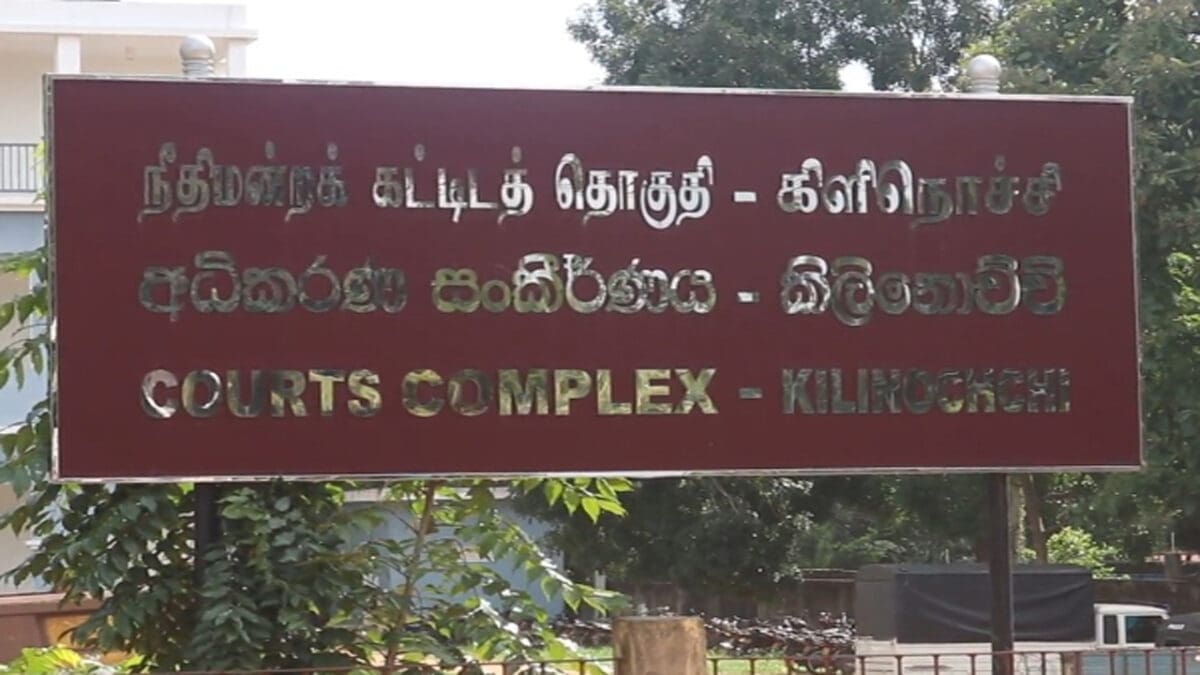 நீதிமன்றக் கட்டிடத் தொகுதி - கிளிநொச்சி
අධිකරණ සංකීර්ණය - කිලිනොච්චි
COURTS COMPLEX - KILINOCHCHI